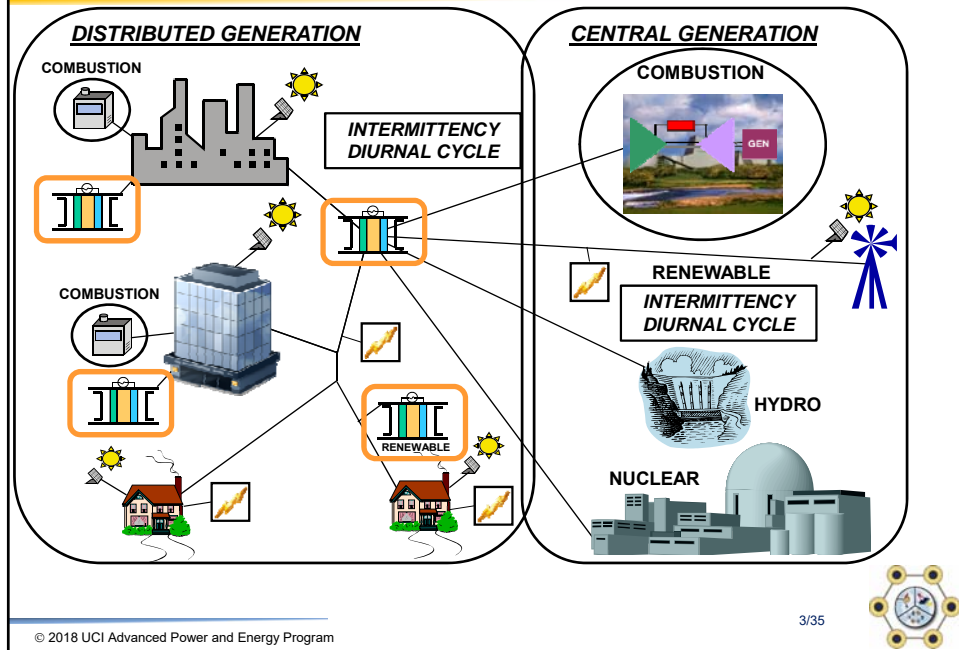 DISTRIBUTED GENERATION
CENTRAL GENERATION
COMBUSTION
COMBUSTION
GEN
INTERMITTENCY
DIURNAL CYCLE
RENEWABLE
INTERMITTENCY
DIURNAL CYCLE
COMBUSTION
HYDRO
RENEWABLE
NUCLEAR
3/35
© 2018 UCI Advanced Power and Energy Program